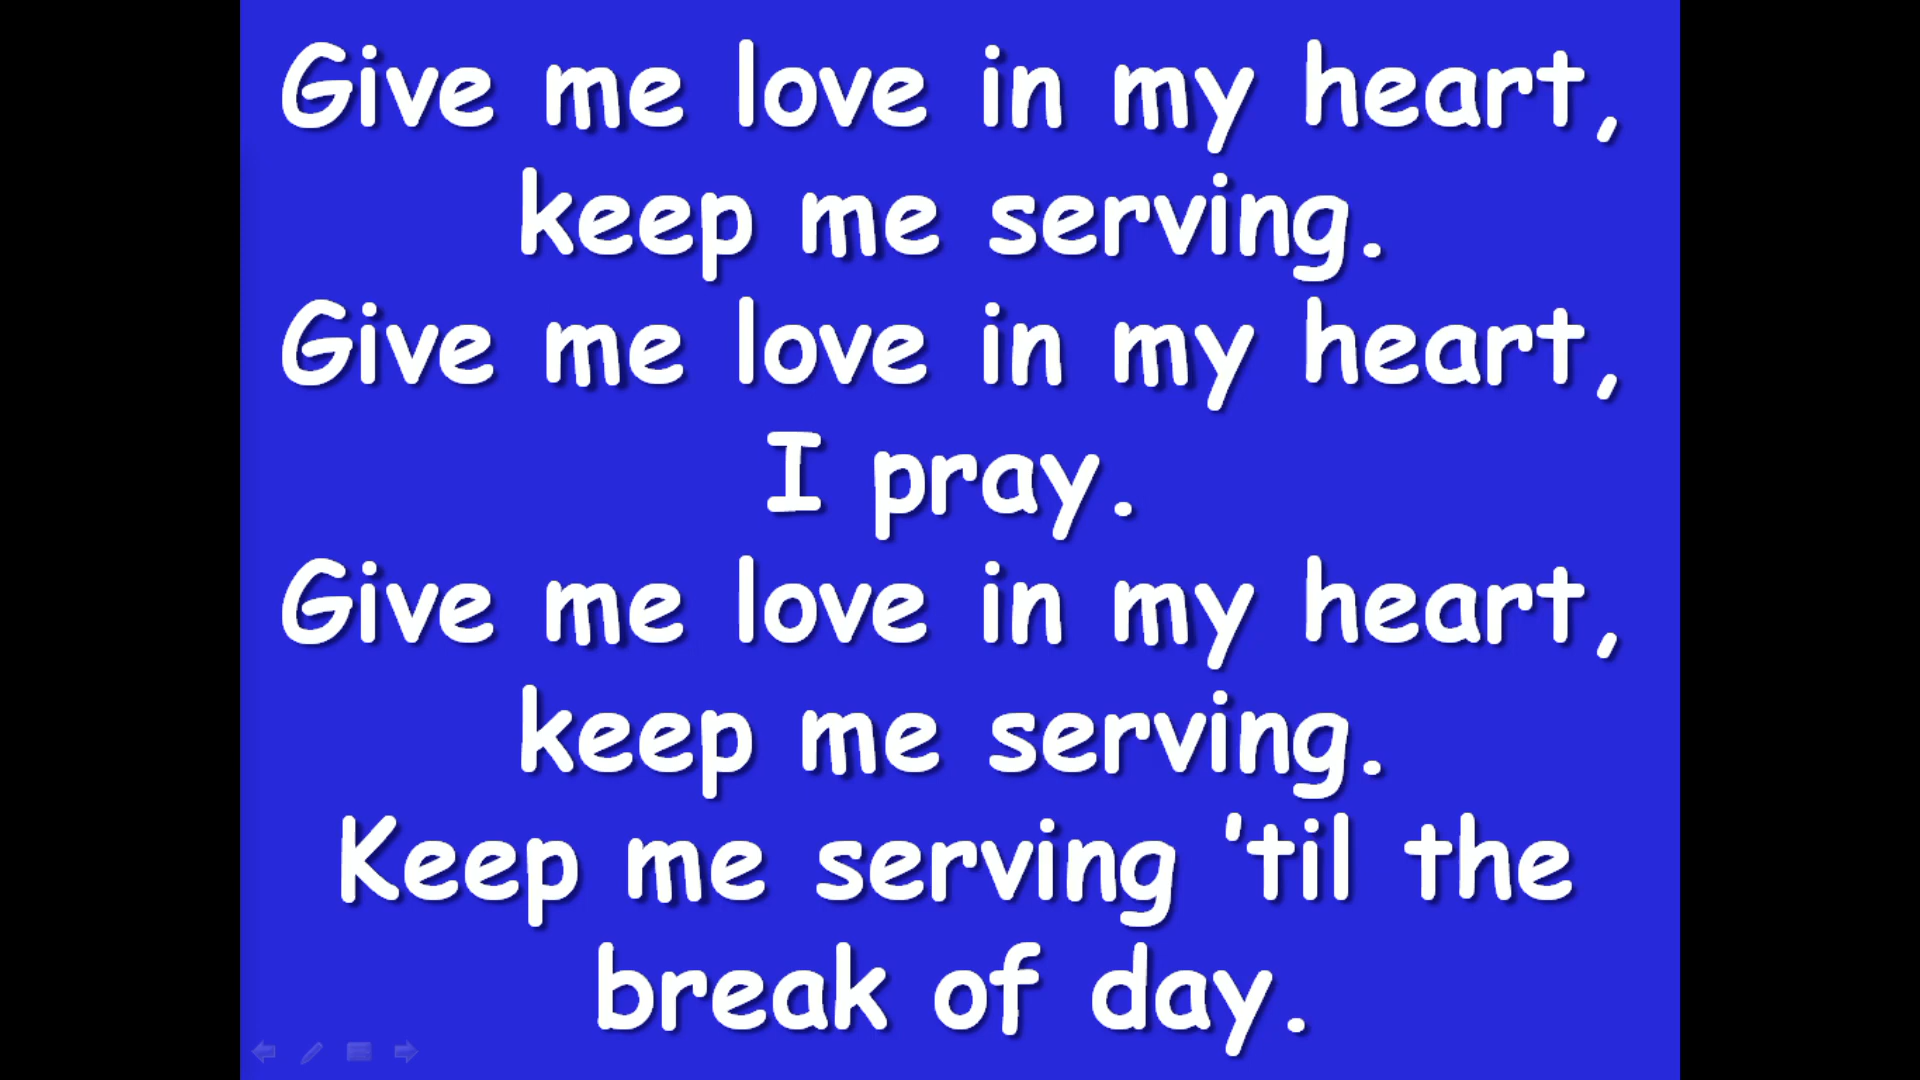 Give me love in my heart,
keep me serving.
Give me love in my heart,
I pray.
Give me love in my heart,
keep me serving.
Keep me serving ’til the
break of day.